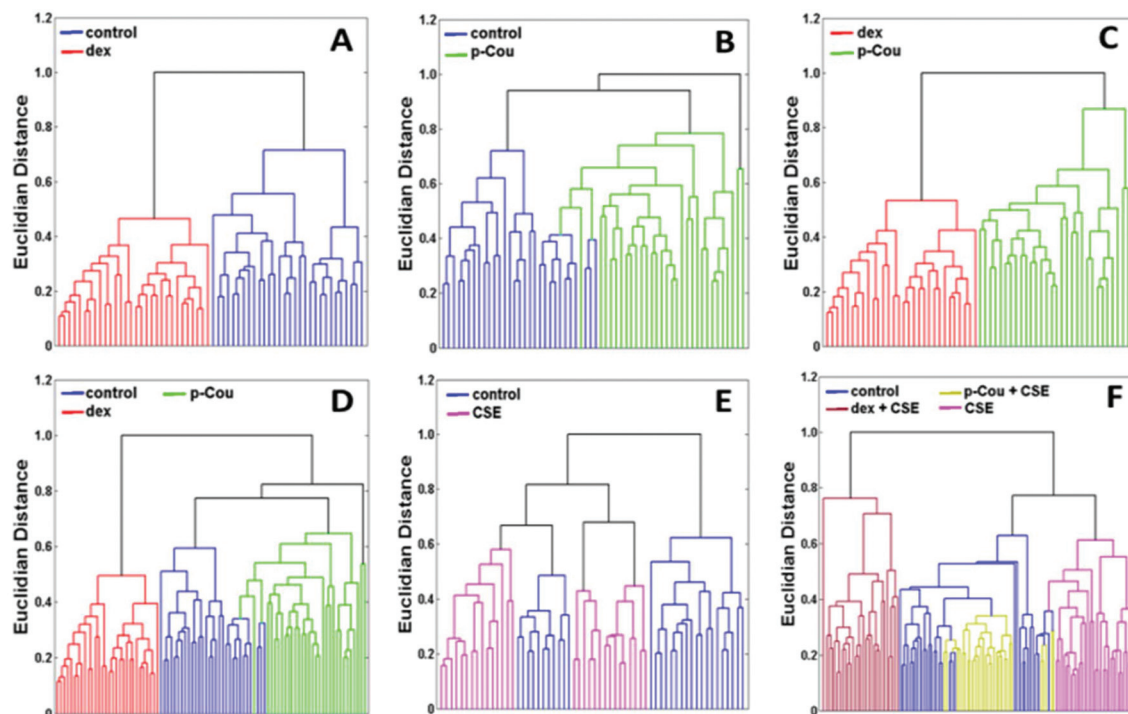 A
control
dex
Euclidian Distance
1.2
1.0
0.8
0.6
0.4
0.2
0
B
control
p-Cou
Euclidian Distance
1.2
1.0
0.8
0.6
0.4
0.2
0
C
dex
p-Cou
Euclidian Distance
1.2
1.0
0.8
0.6
0.4
0.2
0
D
control p-Cou
dex
Euclidian Distance
1.2
1.0
0.8
0.6
0.4
0.2
0
E
control
CSE
Euclidian Distance
1.2
1.0
0.8
0.6
0.4
0.2
0
F
control p-Cou + CSE
dex + CSE CSE
Euclidian Distance
1.2
1.0
0.8
0.6
0.4
0.2
0